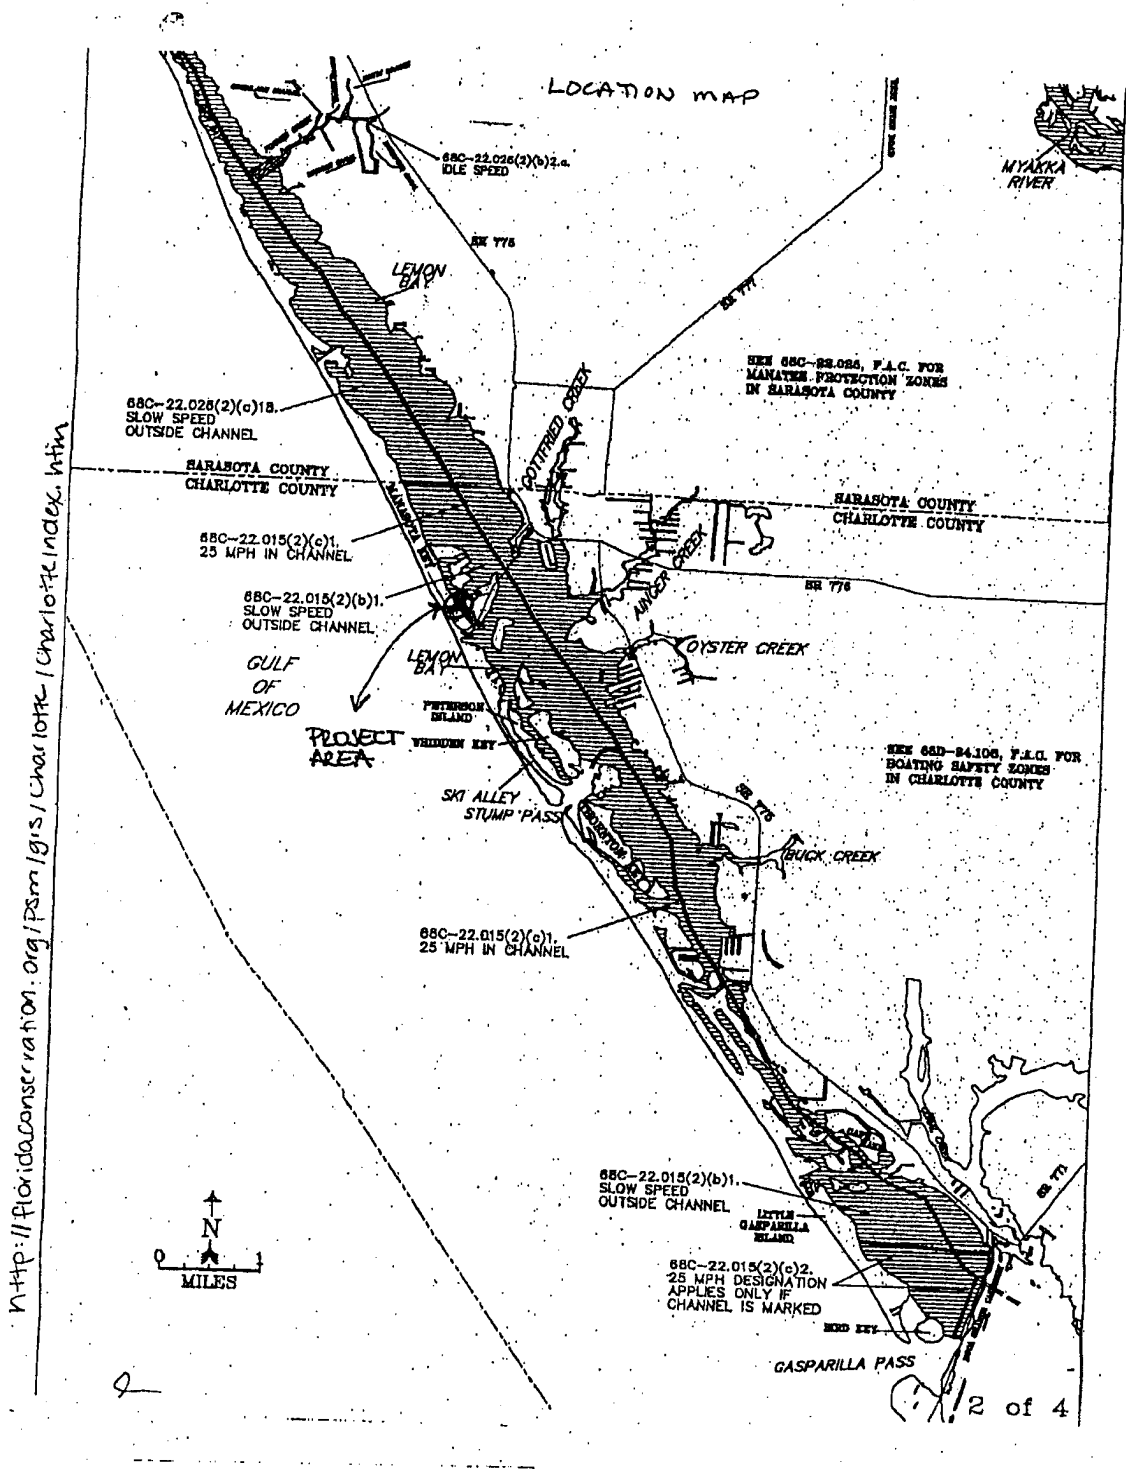 LOCATION MAP
68C-22.026(2)(b)2.a.
IDLE SPEED
MYAKKA
RIVER
SR 775
LEMON
BAY
SR 777
SEE 68C-22.026, F.A.C. FOR
MANATEE PROTECTION ZONES
IN SARASOTA COUNTY
68C-22.026(2)(c)18.
SLOW SPEED
OUTSIDE CHANNEL
GOTTFRIED CREEK
SARASOTA COUNTY
CHARLOTTE COUNTY
SARASOTA COUNTY
CHARLOTTE COUNTY
MANASOTA KEY
68C-22.015(2)(c)1.
25 MPH IN CHANNEL
AINGER CREEK
SR 776
68C-22.015(2)(b)1.
SLOW SPEED
OUTSIDE CHANNEL
OYSTER CREEK
GULF
OF
MEXICO
LEMON
BAY
PETERSON
ISLAND
PROJECT
AREA
WHIDDEN KEY
SEE 68D-24.106, F.A.C. FOR
BOATING SAFETY ZONES
IN CHARLOTTE COUNTY
SKI ALLEY
STUMP PASS
SR 775
THORNTON KEY
BUCK CREEK
68C-22.015(2)(c)1.
25 MPH IN CHANNEL
68C-22.015(2)(b)1.
SLOW SPEED
OUTSIDE CHANNEL
SR 771
LITTLE
GASPARILLA
ISLAND
68C-22.015(2)(c)2.
25 MPH DESIGNATION
APPLIES ONLY IF
CHANNEL IS MARKED
BIRD KEY
GASPARILLA PASS
N
0 1
MILES
2 of 4
http://floridaconservation.org/psm/gis/Charlotte/CharlotteIndex.htm